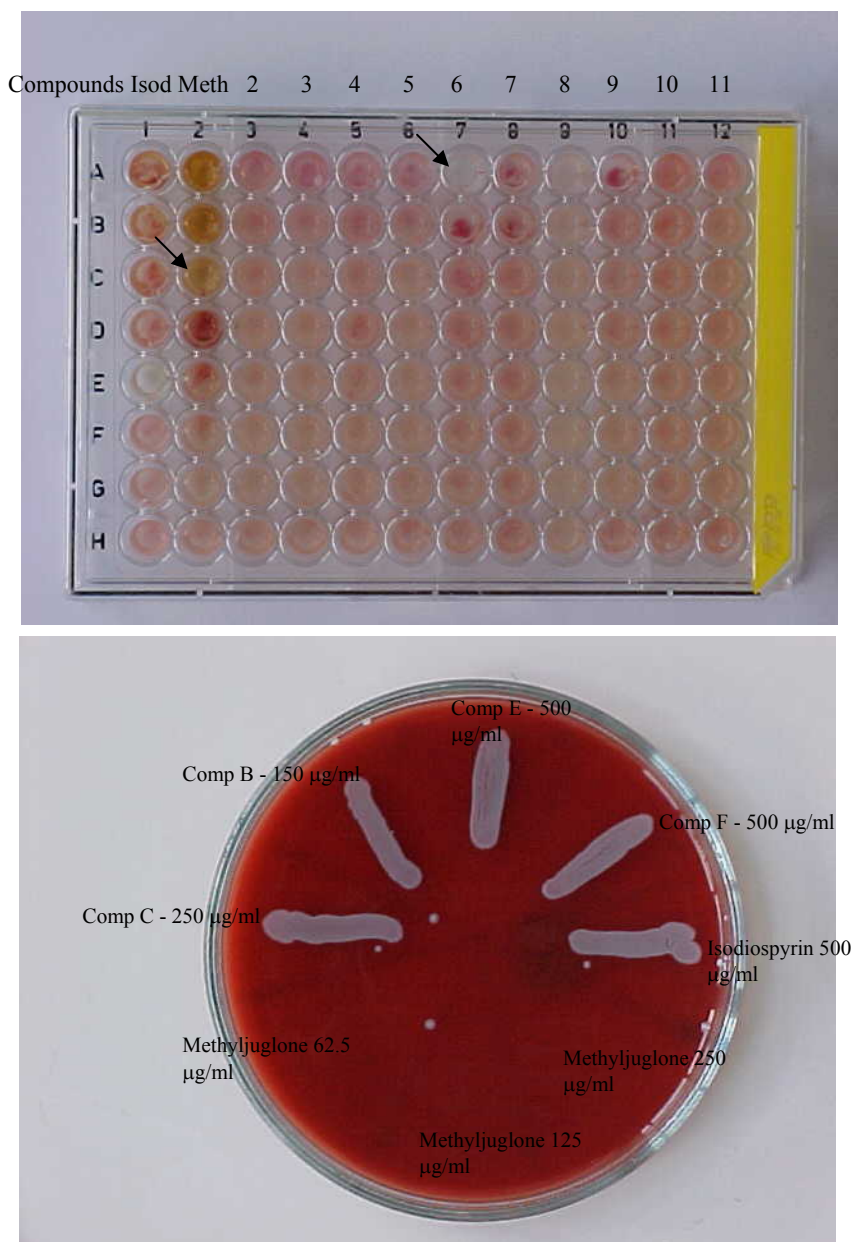 Compounds Isod Meth 2 3 4 5 6 7 8 9 10 11
1 2 3 4 5 6 7 8 9 10 11 12
A
B
C
D
E
F
G
H
Comp E - 500
µg/ml
Comp B - 150 µg/ml
Comp F - 500 µg/ml
Comp C - 250 µg/ml
Isodiospyrin 500
µg/ml
Methyljuglone 62.5
µg/ml
Methyljuglone 250
µg/ml
Methyljuglone 125
µg/ml